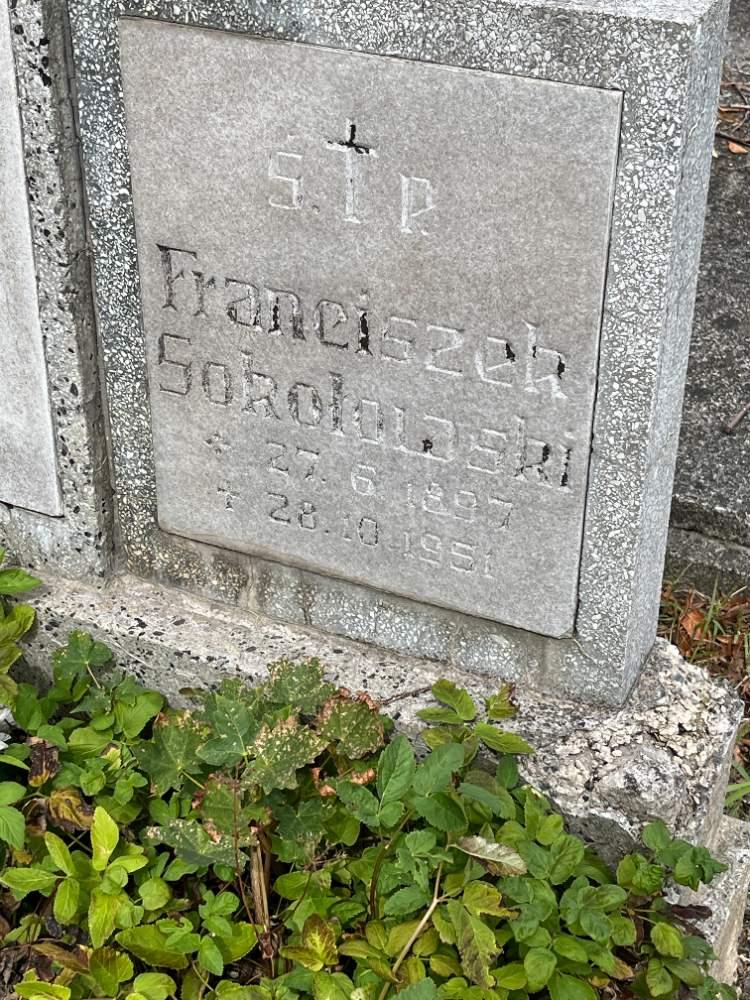 Ś. † P.
Franciszek
Sokołowski
* 27. 6 1897
† 28.10.1951